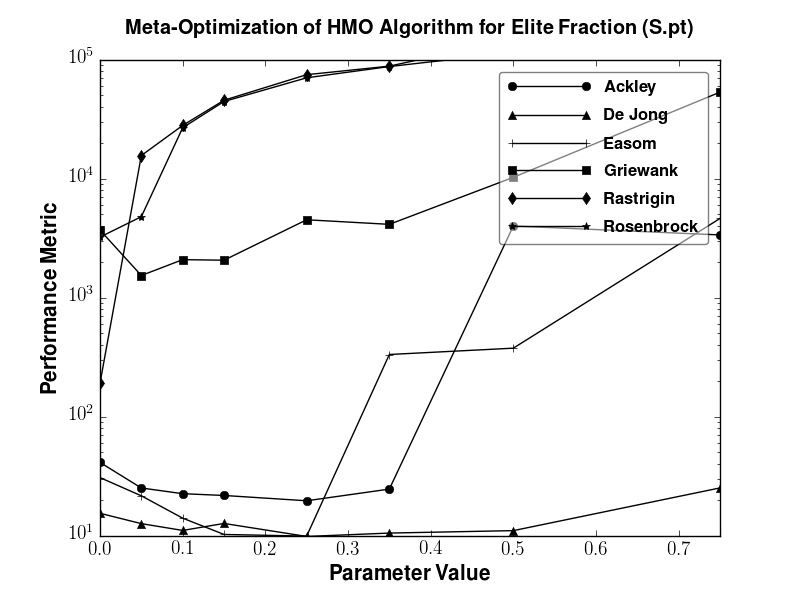 Meta-Optimization of HMO Algorithm for Elite Fraction (S.pt)
10^5
10^4
10^3
10^2
10^1
Performance Metric
Ackley
De Jong
Easom
Griewank
Rastrigin
Rosenbrock
0.0 0.1 0.2 0.3 0.4 0.5 0.6 0.7
Parameter Value